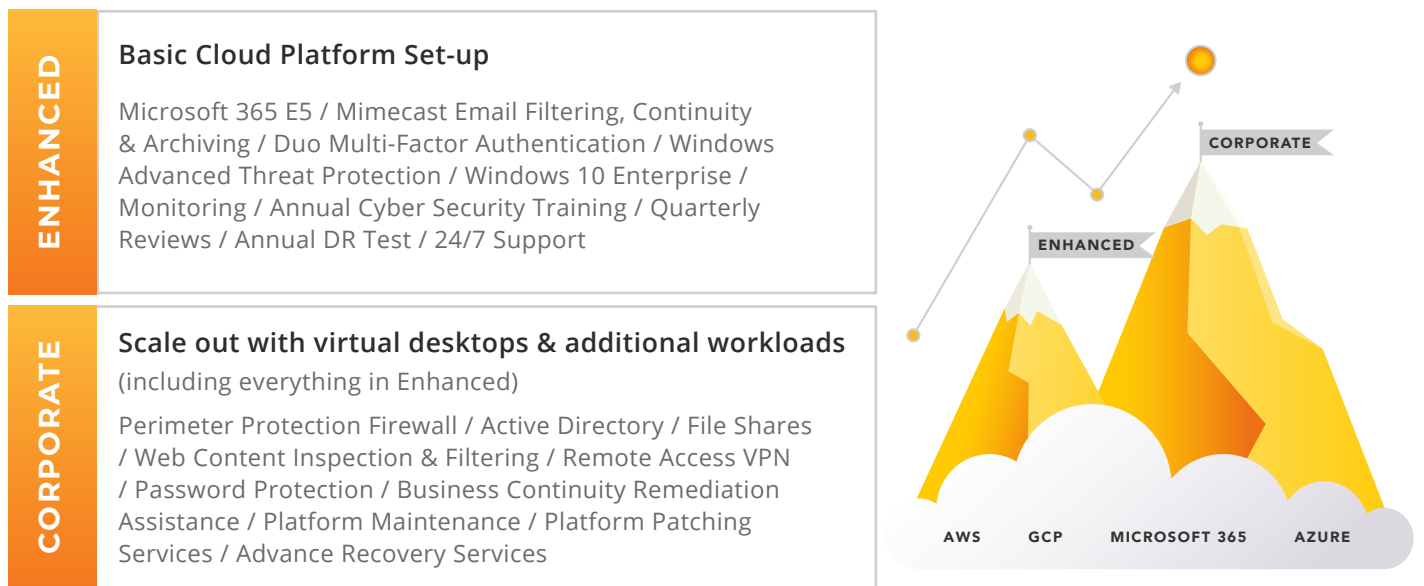 ENHANCED
Basic Cloud Platform Set-up
Microsoft 365 E5 / Mimecast Email Filtering, Continuity
& Archiving / Duo Multi-Factor Authentication / Windows
Advanced Threat Protection / Windows 10 Enterprise /
Monitoring / Annual Cyber Security Training / Quarterly
Reviews / Annual DR Test / 24/7 Support
CORPORATE
Scale out with virtual desktops & additional workloads
(including everything in Enhanced)
Perimeter Protection Firewall / Active Directory / File Shares
/ Web Content Inspection & Filtering / Remote Access VPN
/ Password Protection / Business Continuity Remediation
Assistance / Platform Maintenance / Platform Patching
Services / Advance Recovery Services
CORPORATE
ENHANCED
AWS GCP MICROSOFT 365 AZURE